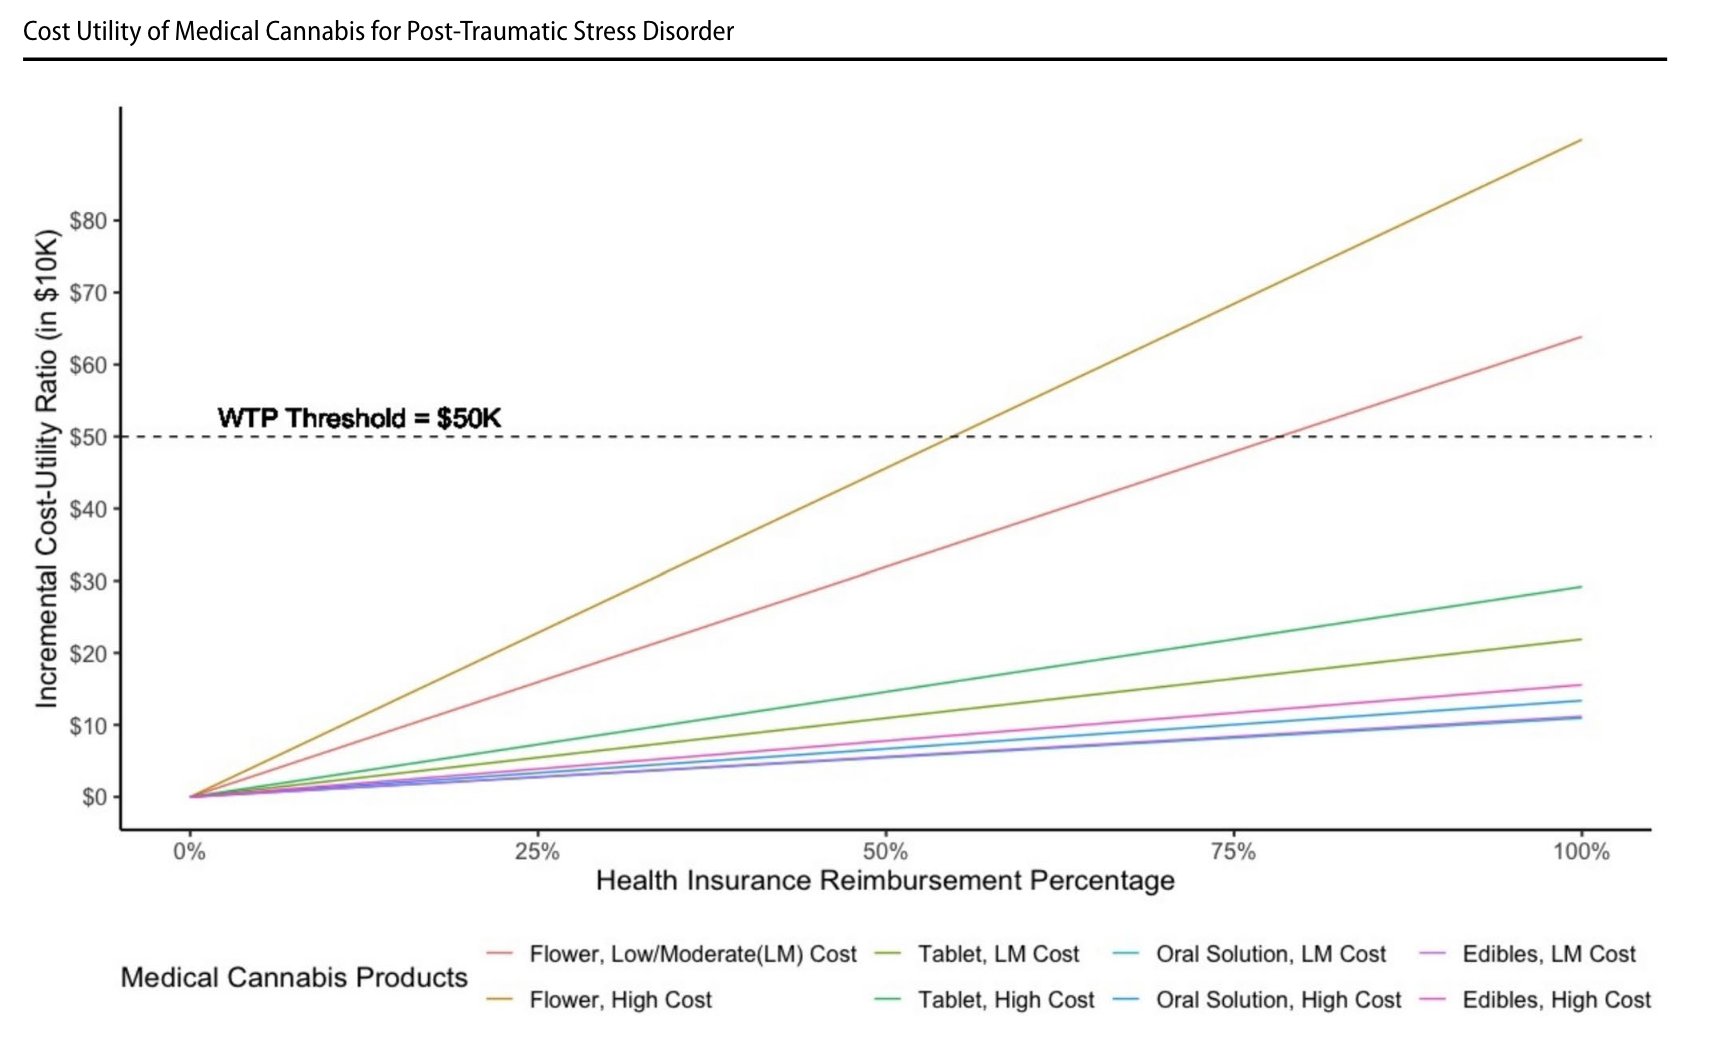 Cost Utility of Medical Cannabis for Post-Traumatic Stress Disorder
Incremental Cost-Utility Ratio (in $10K)
$80
$70
$60
$50
$40
$30
$20
$10
$0
WTP Threshold = $50K
0% 25% 50% 75% 100%
Health Insurance Reimbursement Percentage
Medical Cannabis Products
Flower, Low/Moderate(LM) Cost Tablet, LM Cost Oral Solution, LM Cost Edibles, LM Cost
Flower, High Cost Tablet, High Cost Oral Solution, High Cost Edibles, High Cost